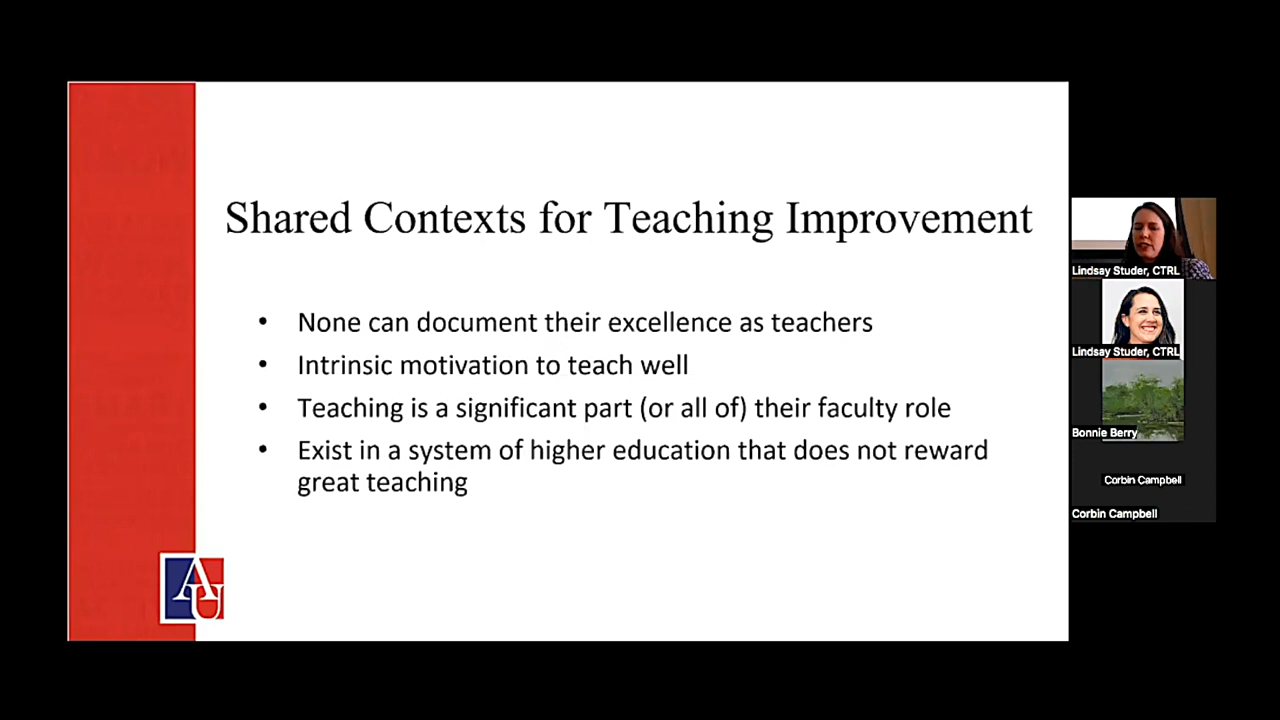 Shared Contexts for Teaching Improvement
• None can document their excellence as teachers
• Intrinsic motivation to teach well
• Teaching is a significant part (or all of) their faculty role
• Exist in a system of higher education that does not reward
great teaching
AU
Lindsay Studer, CTRL
Lindsay Studer, CTRL
Bonnie Berry
Corbin Campbell
Corbin Campbell